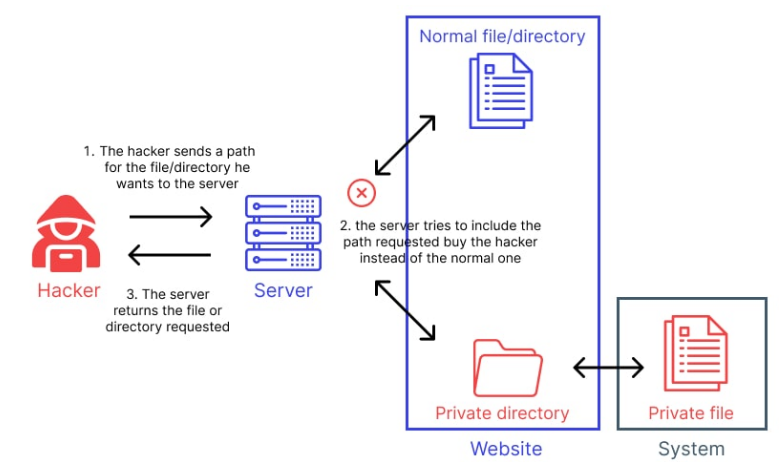 Normal file/directory
1. The hacker sends a path
for the file/directory he
wants to the server
2. the server tries to include the
path requested buy the hacker
instead of the normal one
Hacker
Server
3. The server
returns the file or
directory requested
Private directory
Private file
Website
System